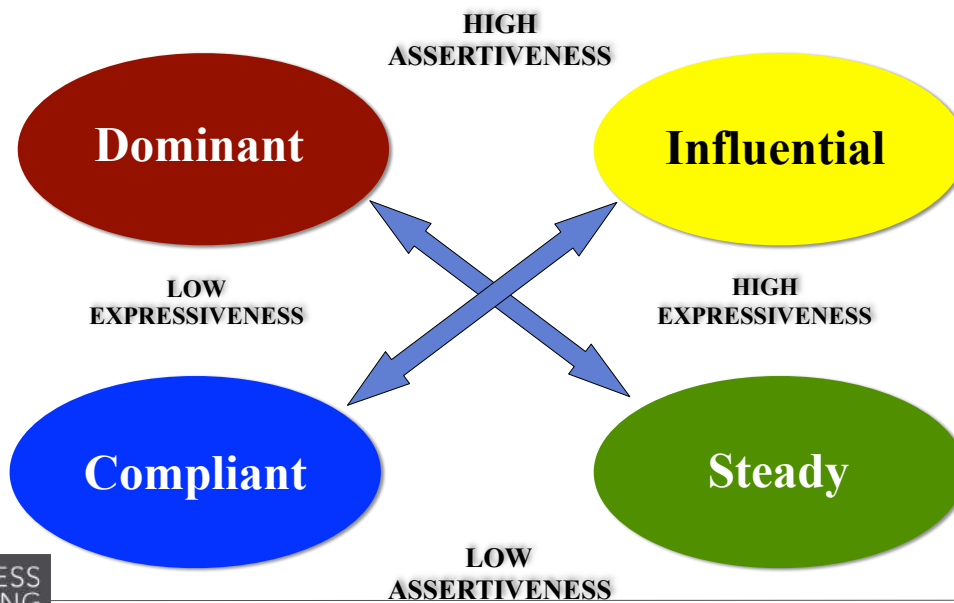 HIGH
ASSERTIVENESS
Dominant
Influential
LOW
EXPRESSIVENESS
HIGH
EXPRESSIVENESS
Compliant
Steady
LOW
ASSERTIVENESS